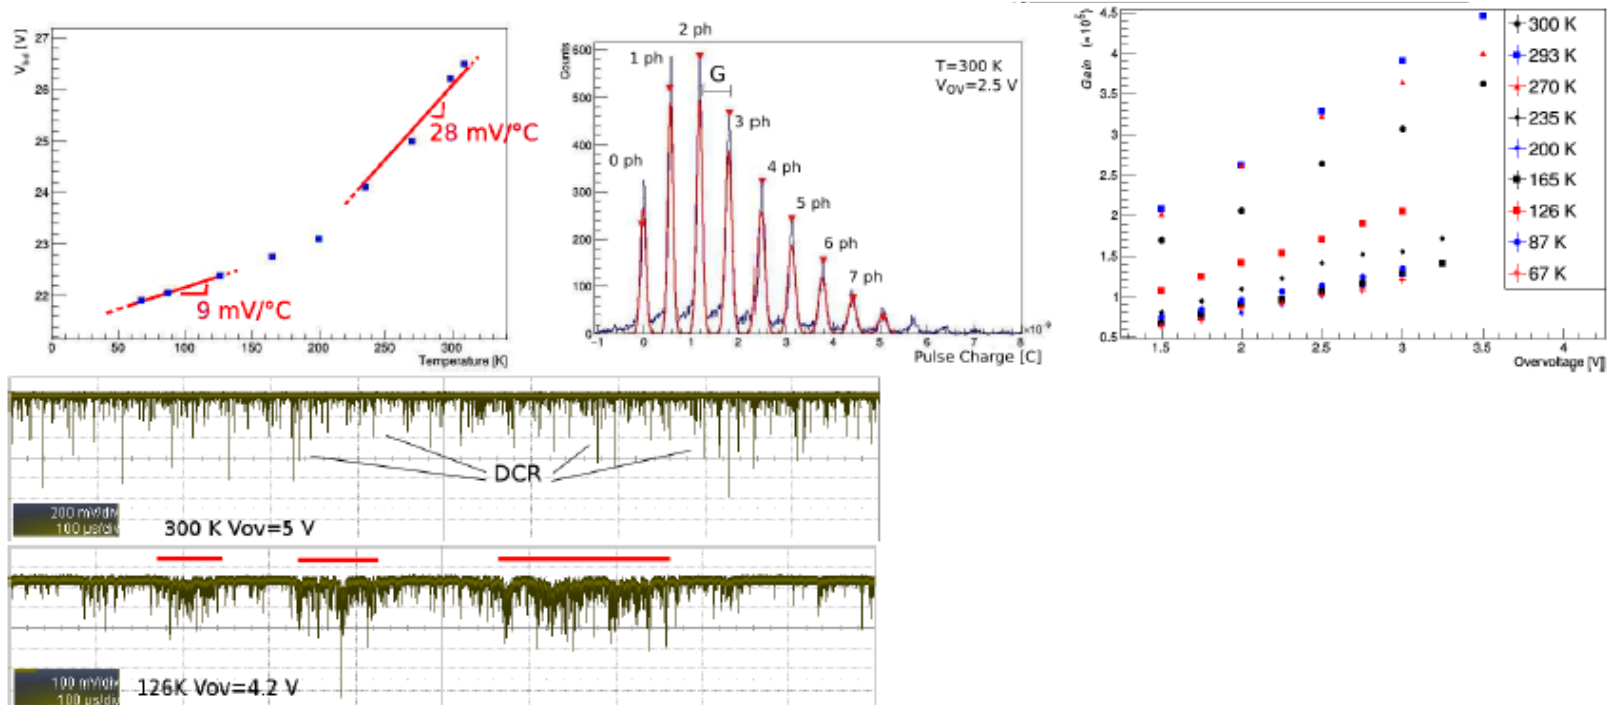 V_bd [V]
27
26
25
24
23
22
0 50 100 150 200 250 300
Temperature [K]
28 mV/°C
9 mV/°C
Counts
600
500
400
300
200
100
0
−1 0 1 2 3 4 5 6 7 8
×10⁻⁹
Pulse Charge [C]
0 ph
1 ph
2 ph
G
3 ph
4 ph
5 ph
6 ph
7 ph
T=300 K
V_OV=2.5 V
4.5
4
3.5
3
2.5
2
1.5
1
0.5
1.5 2 2.5 3 3.5 4
Overvoltage [V]
300 K
293 K
270 K
235 K
200 K
165 K
126 K
87 K
67 K
DCR
200 mV/div
100 µs/div
300 K Vov=5 V
100 mV/div
100 µs/div
126K Vov=4.2 V